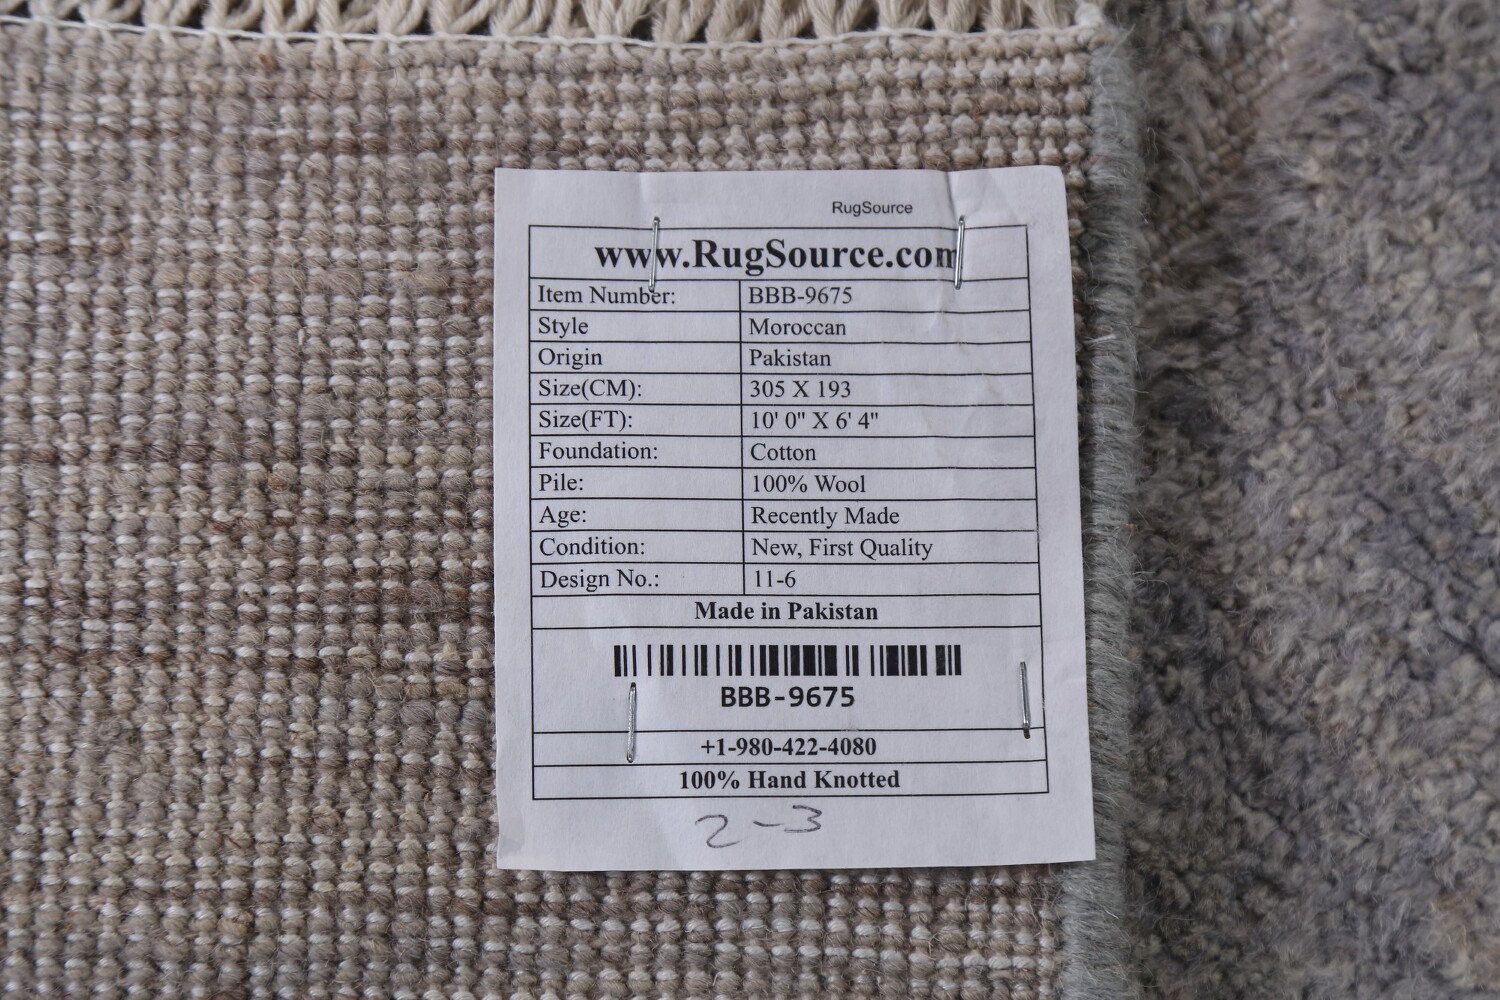 RugSource
www.RugSource.com
Item Number: BBB-9675
Style Moroccan
Origin Pakistan
Size(CM): 305 X 193
Size(FT): 10' 0" X 6' 4"
Foundation: Cotton
Pile: 100% Wool
Age: Recently Made
Condition: New, First Quality
Design No.: 11-6
Made in Pakistan
BBB-9675
+1-980-422-4080
100% Hand Knotted
2-3